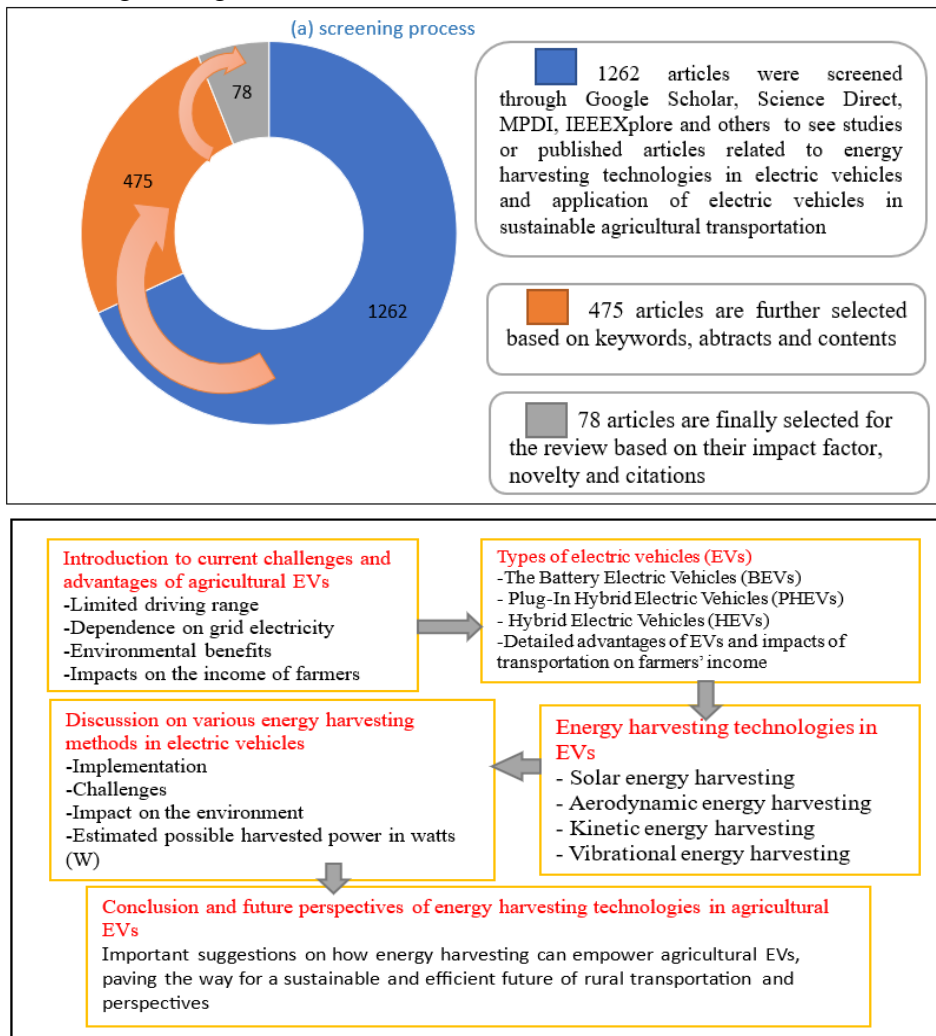 (a) screening process
78
475
1262
1262 articles were screened
through Google Scholar, Science Direct,
MPDI, IEEEXplore and others to see studies
or published articles related to energy
harvesting technologies in electric vehicles
and application of electric vehicles in
sustainable agricultural transportation
475 articles are further selected
based on keywords, abtracts and contents
78 articles are finally selected for
the review based on their impact factor,
novelty and citations
Introduction to current challenges and
advantages of agricultural EVs
-Limited driving range
-Dependence on grid electricity
-Environmental benefits
-Impacts on the income of farmers
Types of electric vehicles (EVs)
-The Battery Electric Vehicles (BEVs)
- Plug-In Hybrid Electric Vehicles (PHEVs)
- Hybrid Electric Vehicles (HEVs)
-Detailed advantages of EVs and impacts of
transportation on farmers' income
Energy harvesting technologies in
EVs
- Solar energy harvesting
- Aerodynamic energy harvesting
- Kinetic energy harvesting
- Vibrational energy harvesting
Discussion on various energy harvesting
methods in electric vehicles
-Implementation
-Challenges
-Impact on the environment
-Estimated possible harvested power in watts
(W)
Conclusion and future perspectives of energy harvesting technologies in agricultural
EVs
Important suggestions on how energy harvesting can empower agricultural EVs,
paving the way for a sustainable and efficient future of rural transportation and
perspectives